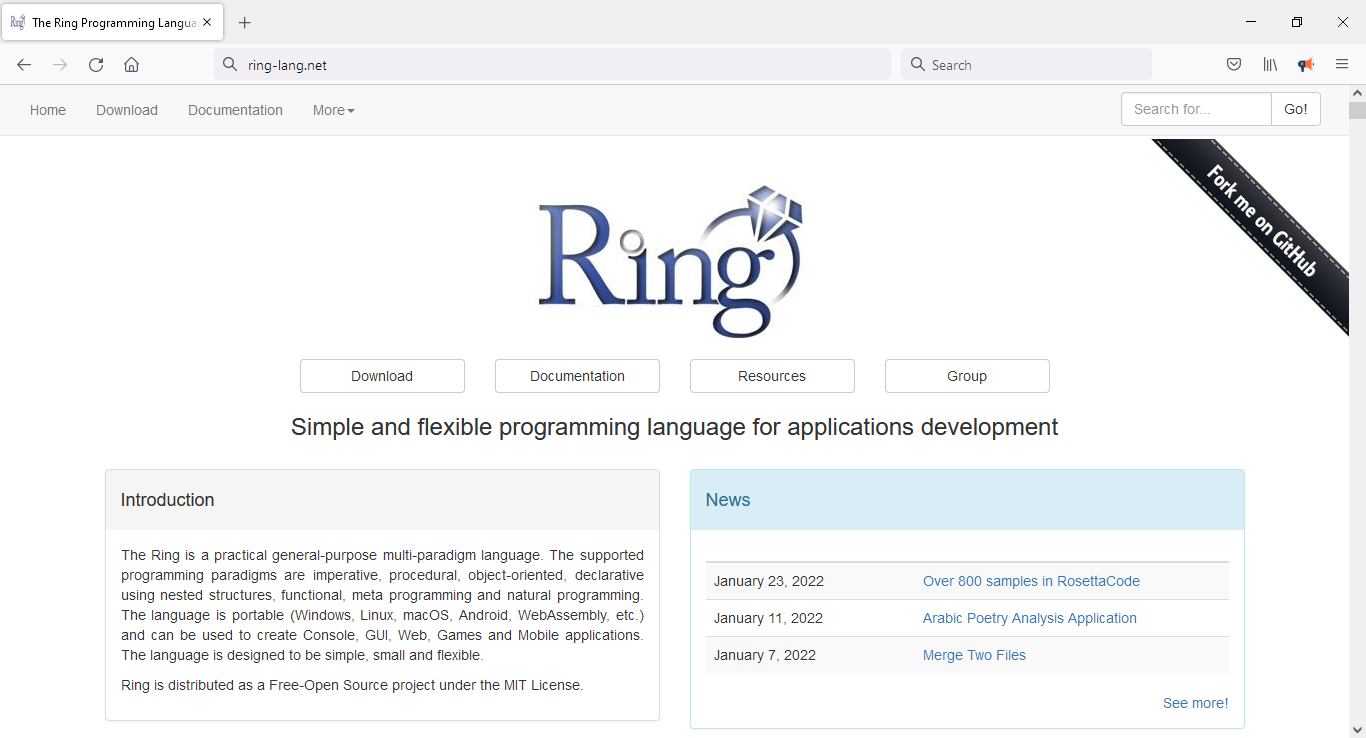 The Ring Programming Langua
ring-lang.net
Search
Home Download Documentation More Search for... Go!
Fork me on GitHub
Ring
Download Documentation Resources Group
Simple and flexible programming language for applications development
Introduction
The Ring is a practical general-purpose multi-paradigm language. The supported
programming paradigms are imperative, procedural, object-oriented, declarative
using nested structures, functional, meta programming and natural programming.
The language is portable (Windows, Linux, macOS, Android, WebAssembly, etc.)
and can be used to create Console, GUI, Web, Games and Mobile applications.
The language is designed to be simple, small and flexible.
Ring is distributed as a Free-Open Source project under the MIT License.
News
January 23, 2022 Over 800 samples in RosettaCode
January 11, 2022 Arabic Poetry Analysis Application
January 7, 2022 Merge Two Files
See more!